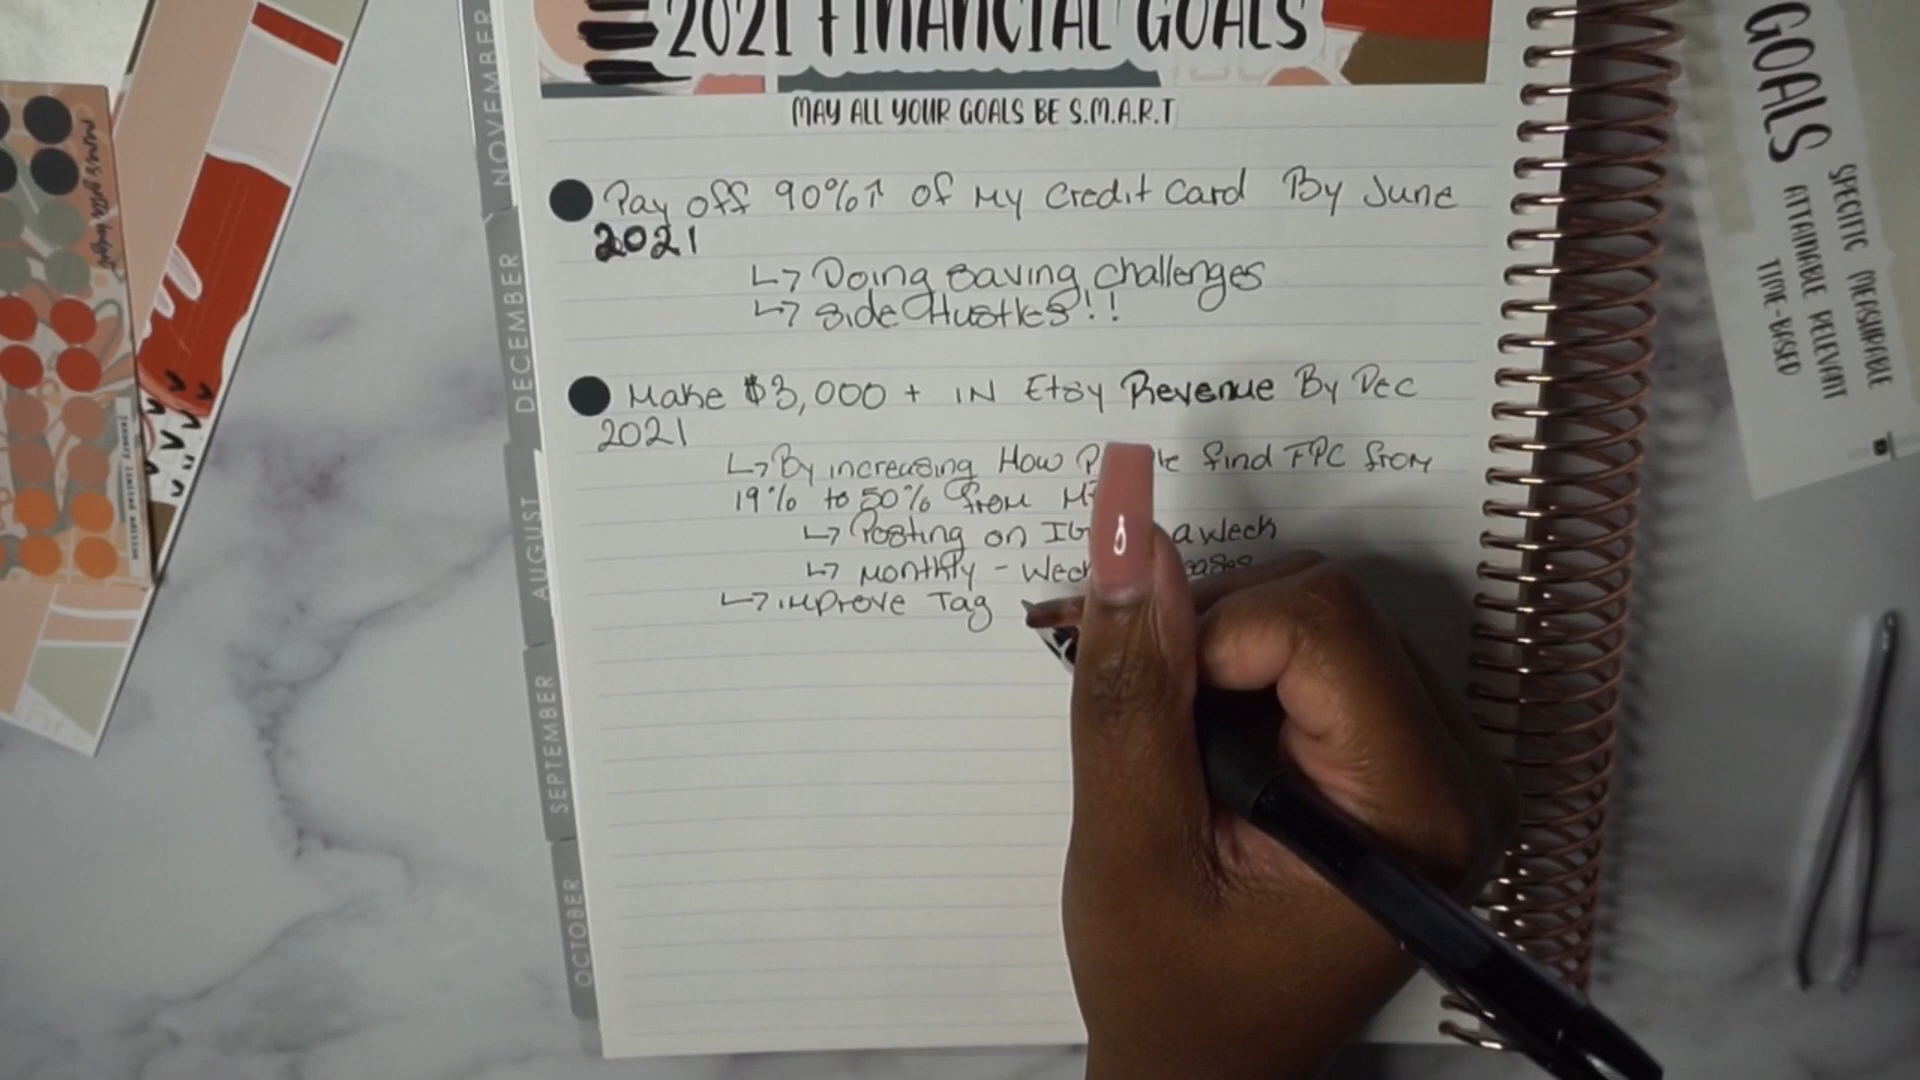 2021 FINANCIAL GOALS
MAY ALL YOUR GOALS BE S.M.A.R.T
Pay off 90%↑ of My Credit Card By June
2021
↳ Doing saving challenges
↳ side Hustles!!
Make $3,000 + IN Etsy Revenue By Dec
2021
↳ By increasing How find FPC from
19% to 50% from
↳ Posting on a week
↳ Monthly -
↳ improve Tag
NOVEMBER
DECEMBER
AUGUST
SEPTEMBER
OCTOBER
GOALS
SPECIFIC MEASURABLE
ATTAINABLE RELEVANT
TIME-BASED